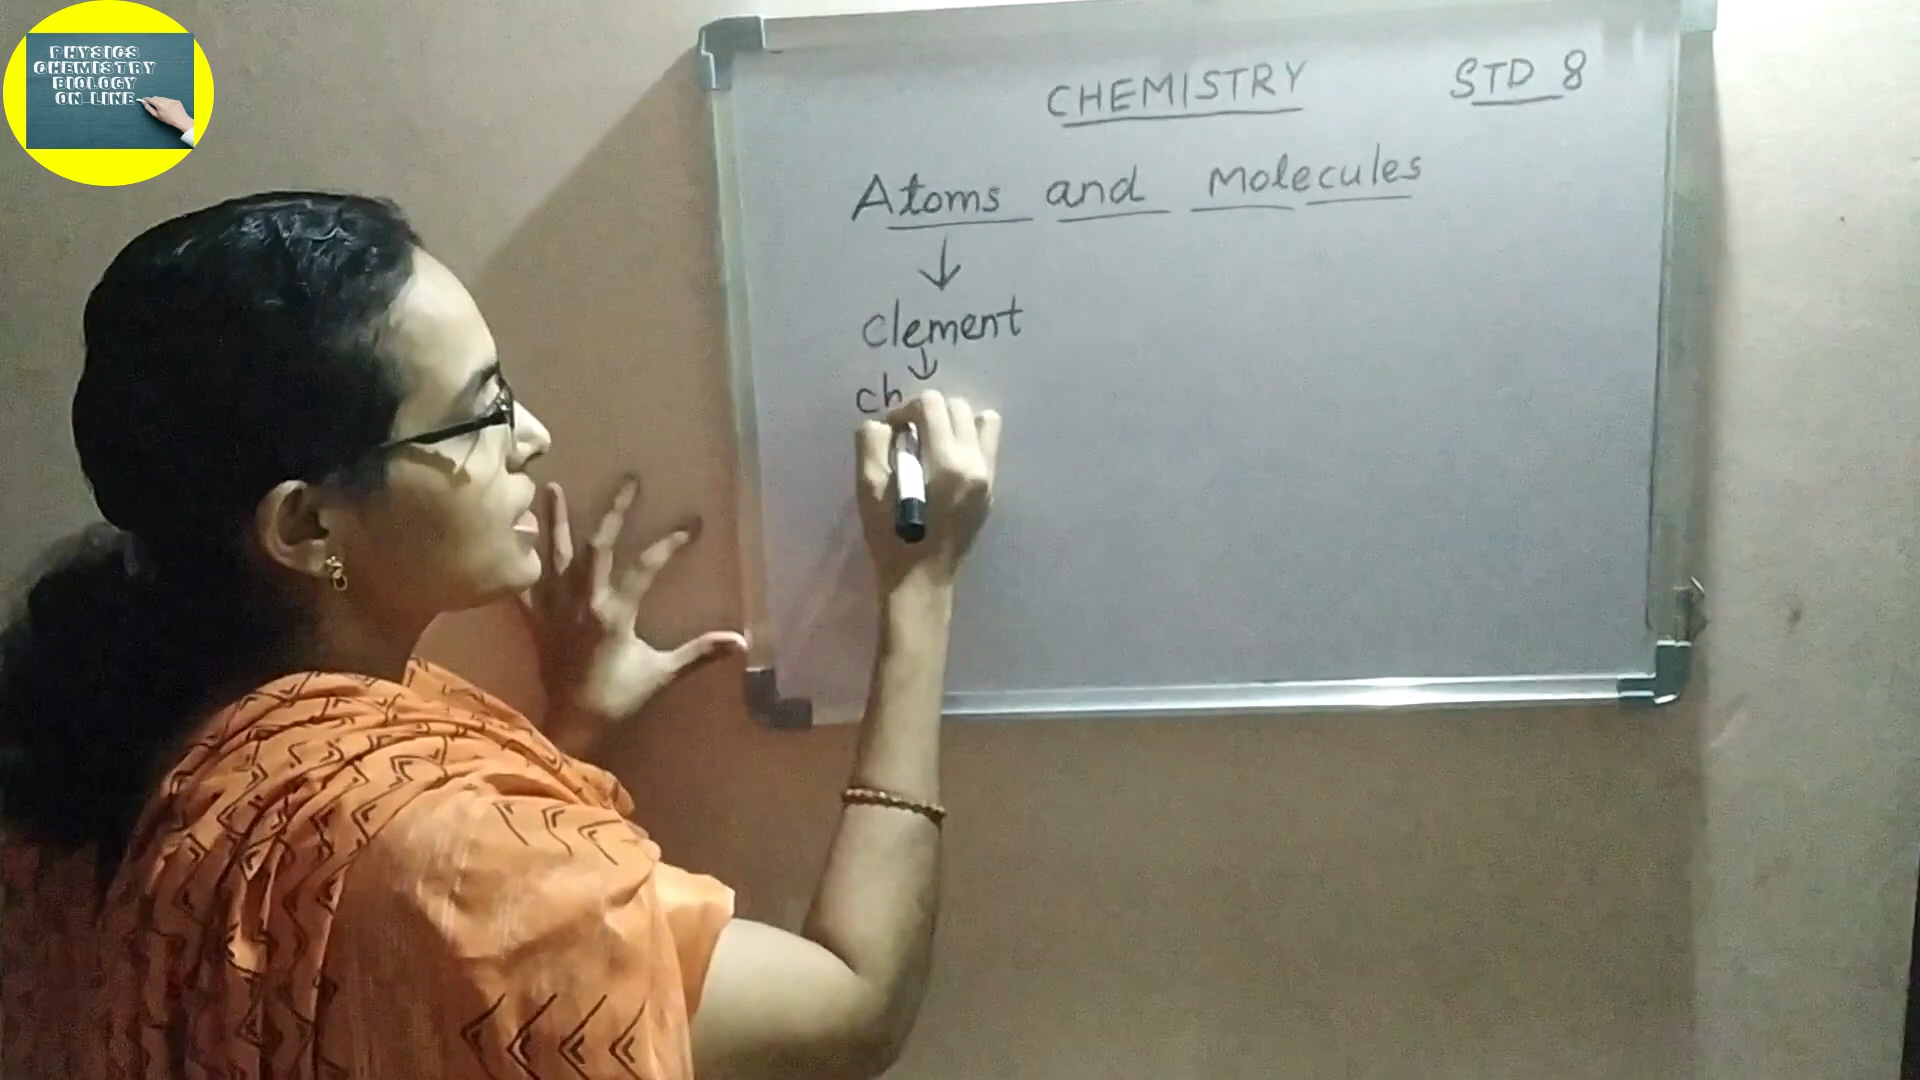 PHYSICS
CHEMISTRY
BIOLOGY
ON LINE
CHEMISTRY STD 8
Atoms and Molecules
↓
Clement
↓
ch